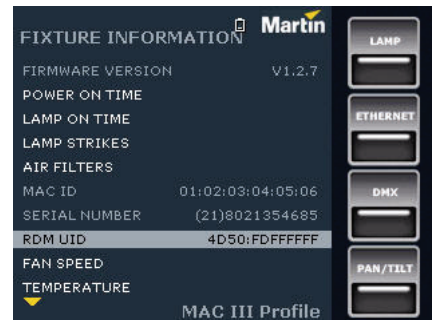 Martin
FIXTURE INFORMATION
FIRMWARE VERSION V1.2.7
POWER ON TIME
LAMP ON TIME
LAMP STRIKES
AIR FILTERS
MAC ID 01:02:03:04:05:06
SERIAL NUMBER (21)8021354685
RDM UID 4D50:FDFFFFFF
FAN SPEED
TEMPERATURE
MAC III Profile
LAMP
ETHERNET
DMX
PAN/TILT